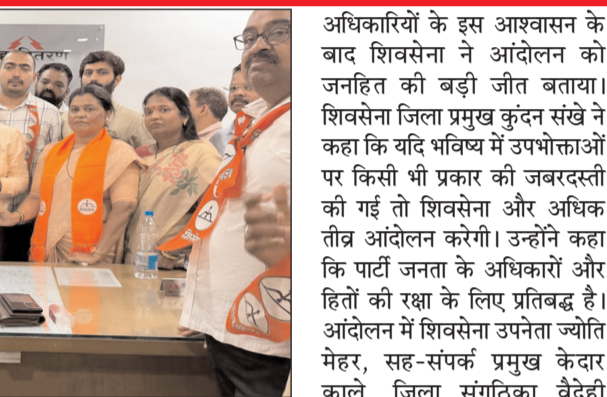 वितरण
अधिकारियों के इस आश्वासन के
बाद शिवसेना ने आंदोलन को
जनहित की बड़ी जीत बताया।
शिवसेना जिला प्रमुख कुदन संखे ने
कहा कि यदि भविष्य में उपभोक्ताओं
पर किसी भी प्रकार की जबरदस्ती
की गई तो शिवसेना और अधिक
तीव्र आंदोलन करेगी। उन्होंने कहा
कि पार्टी जनता के अधिकारों और
हितों की रक्षा के लिए प्रतिबद्ध है।
आंदोलन में शिवसेना उपनेता ज्योति
मेहर, सह-संपर्क प्रमुख केदार
काले, जिला संगठिका वैदेही